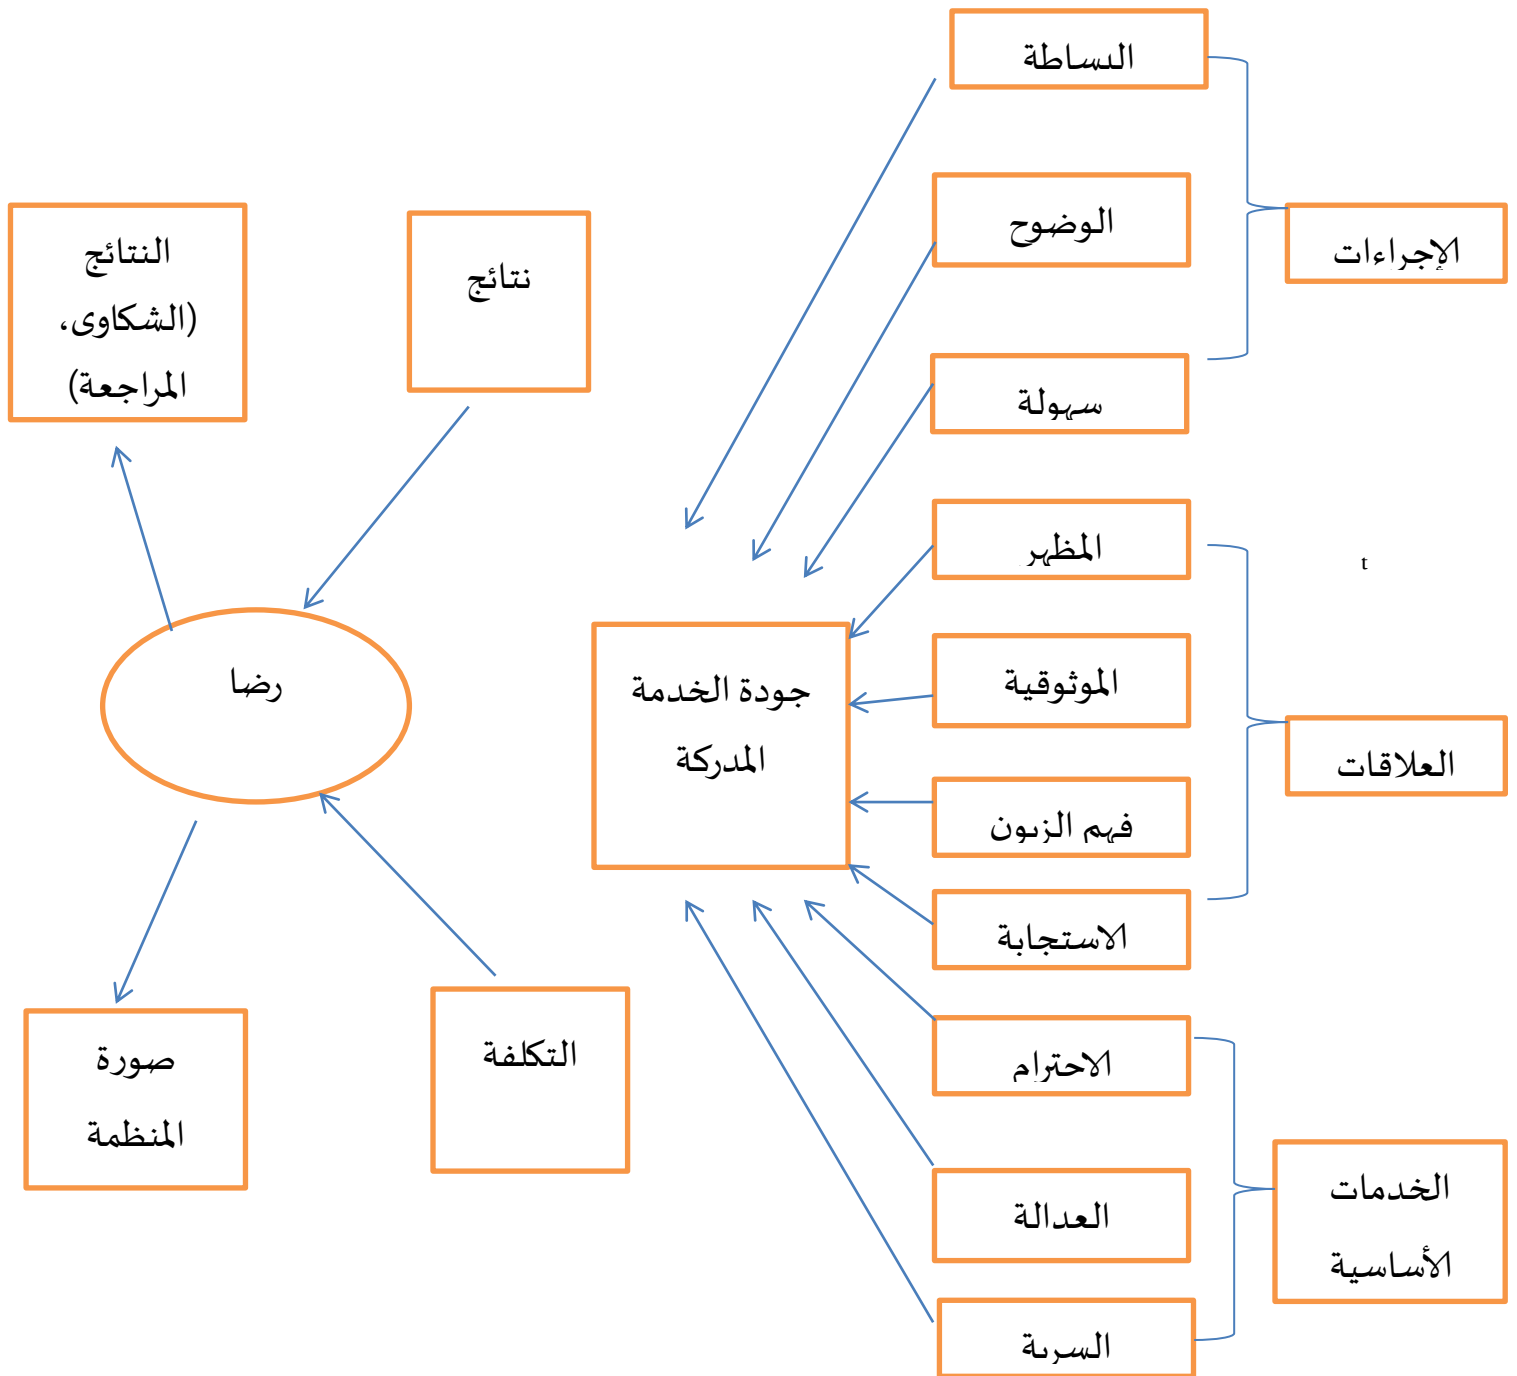 البساطة
الوضوح
سهولة
الإجراءات
المظهر
الموثوقية
فهم الزبون
الاستجابة
العلاقات
t
الاحترام
العدالة
السرية
الخدمات
الأساسية
جودة الخدمة
المدركة
نتائج
النتائج
(الشكاوى،
المراجعة)
رضا
التكلفة
صورة
المنظمة